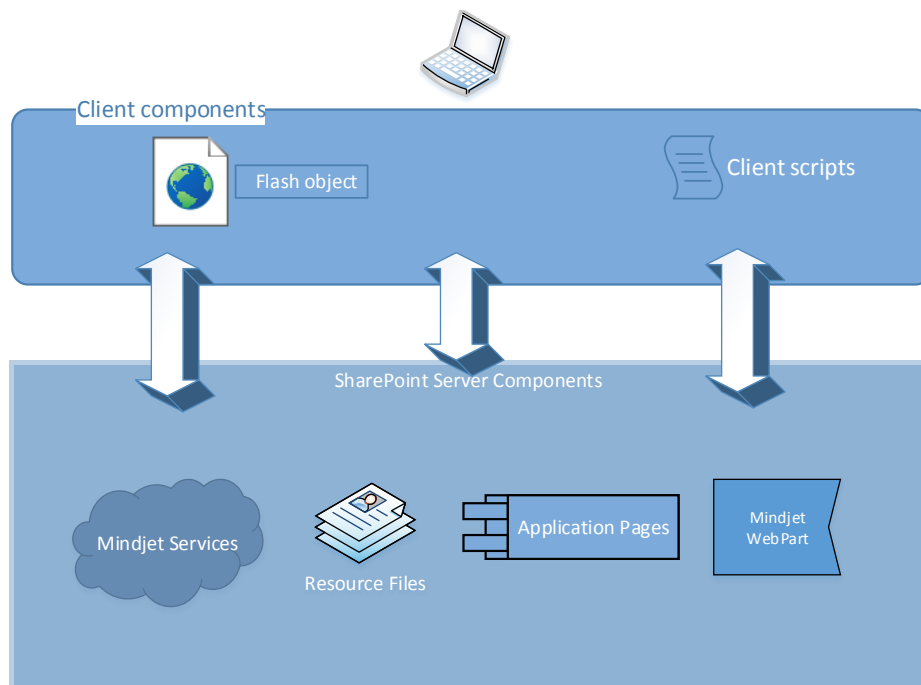 Client components
Flash object
Client scripts
SharePoint Server Components
Mindjet Services
Resource Files
Application Pages
Mindjet
WebPart